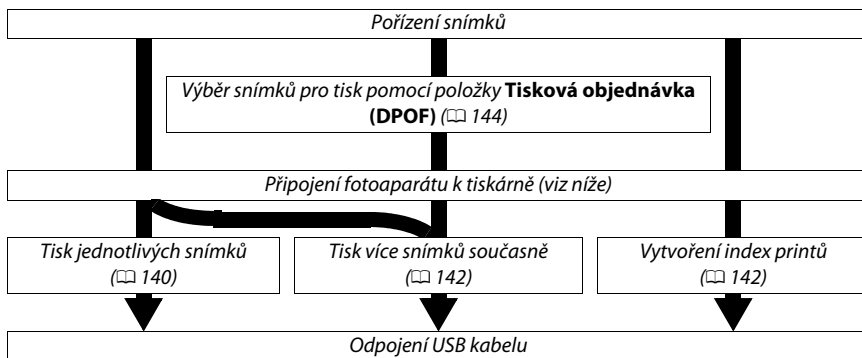 Pořízení snímků
Výběr snímků pro tisk pomocí položky Tisková objednávka
(DPOF) (🕮 144)
Připojení fotoaparátu k tiskárně (viz níže)
Tisk jednotlivých snímků
(🕮 140)
Tisk více snímků současně
(🕮 142)
Vytvoření index printů
(🕮 142)
Odpojení USB kabelu